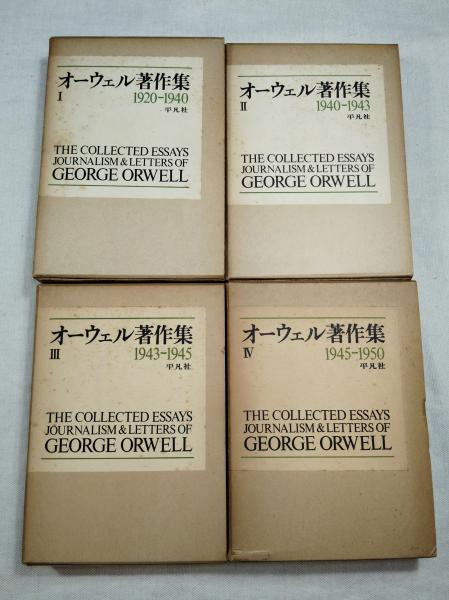 オーウェル著作集
I 1920-1940
平凡社
THE COLLECTED ESSAYS
JOURNALISM & LETTERS OF
GEORGE ORWELL
オーウェル著作集
II 1940-1943
平凡社
THE COLLECTED ESSAYS
JOURNALISM & LETTERS OF
GEORGE ORWELL
オーウェル著作集
III 1943-1945
平凡社
THE COLLECTED ESSAYS
JOURNALISM & LETTERS OF
GEORGE ORWELL
オーウェル著作集
IV 1945-1950
平凡社
THE COLLECTED ESSAYS
JOURNALISM & LETTERS OF
GEORGE ORWELL